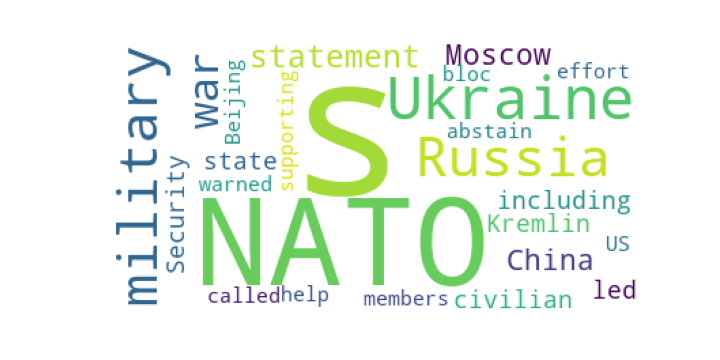 military
war
Beijing
statement
supporting
S
Moscow
bloc
effort
Ukraine
abstain
Russia
state
warned
Security
NATO
including
Kremlin
US
China
called
help
members
civilian
led